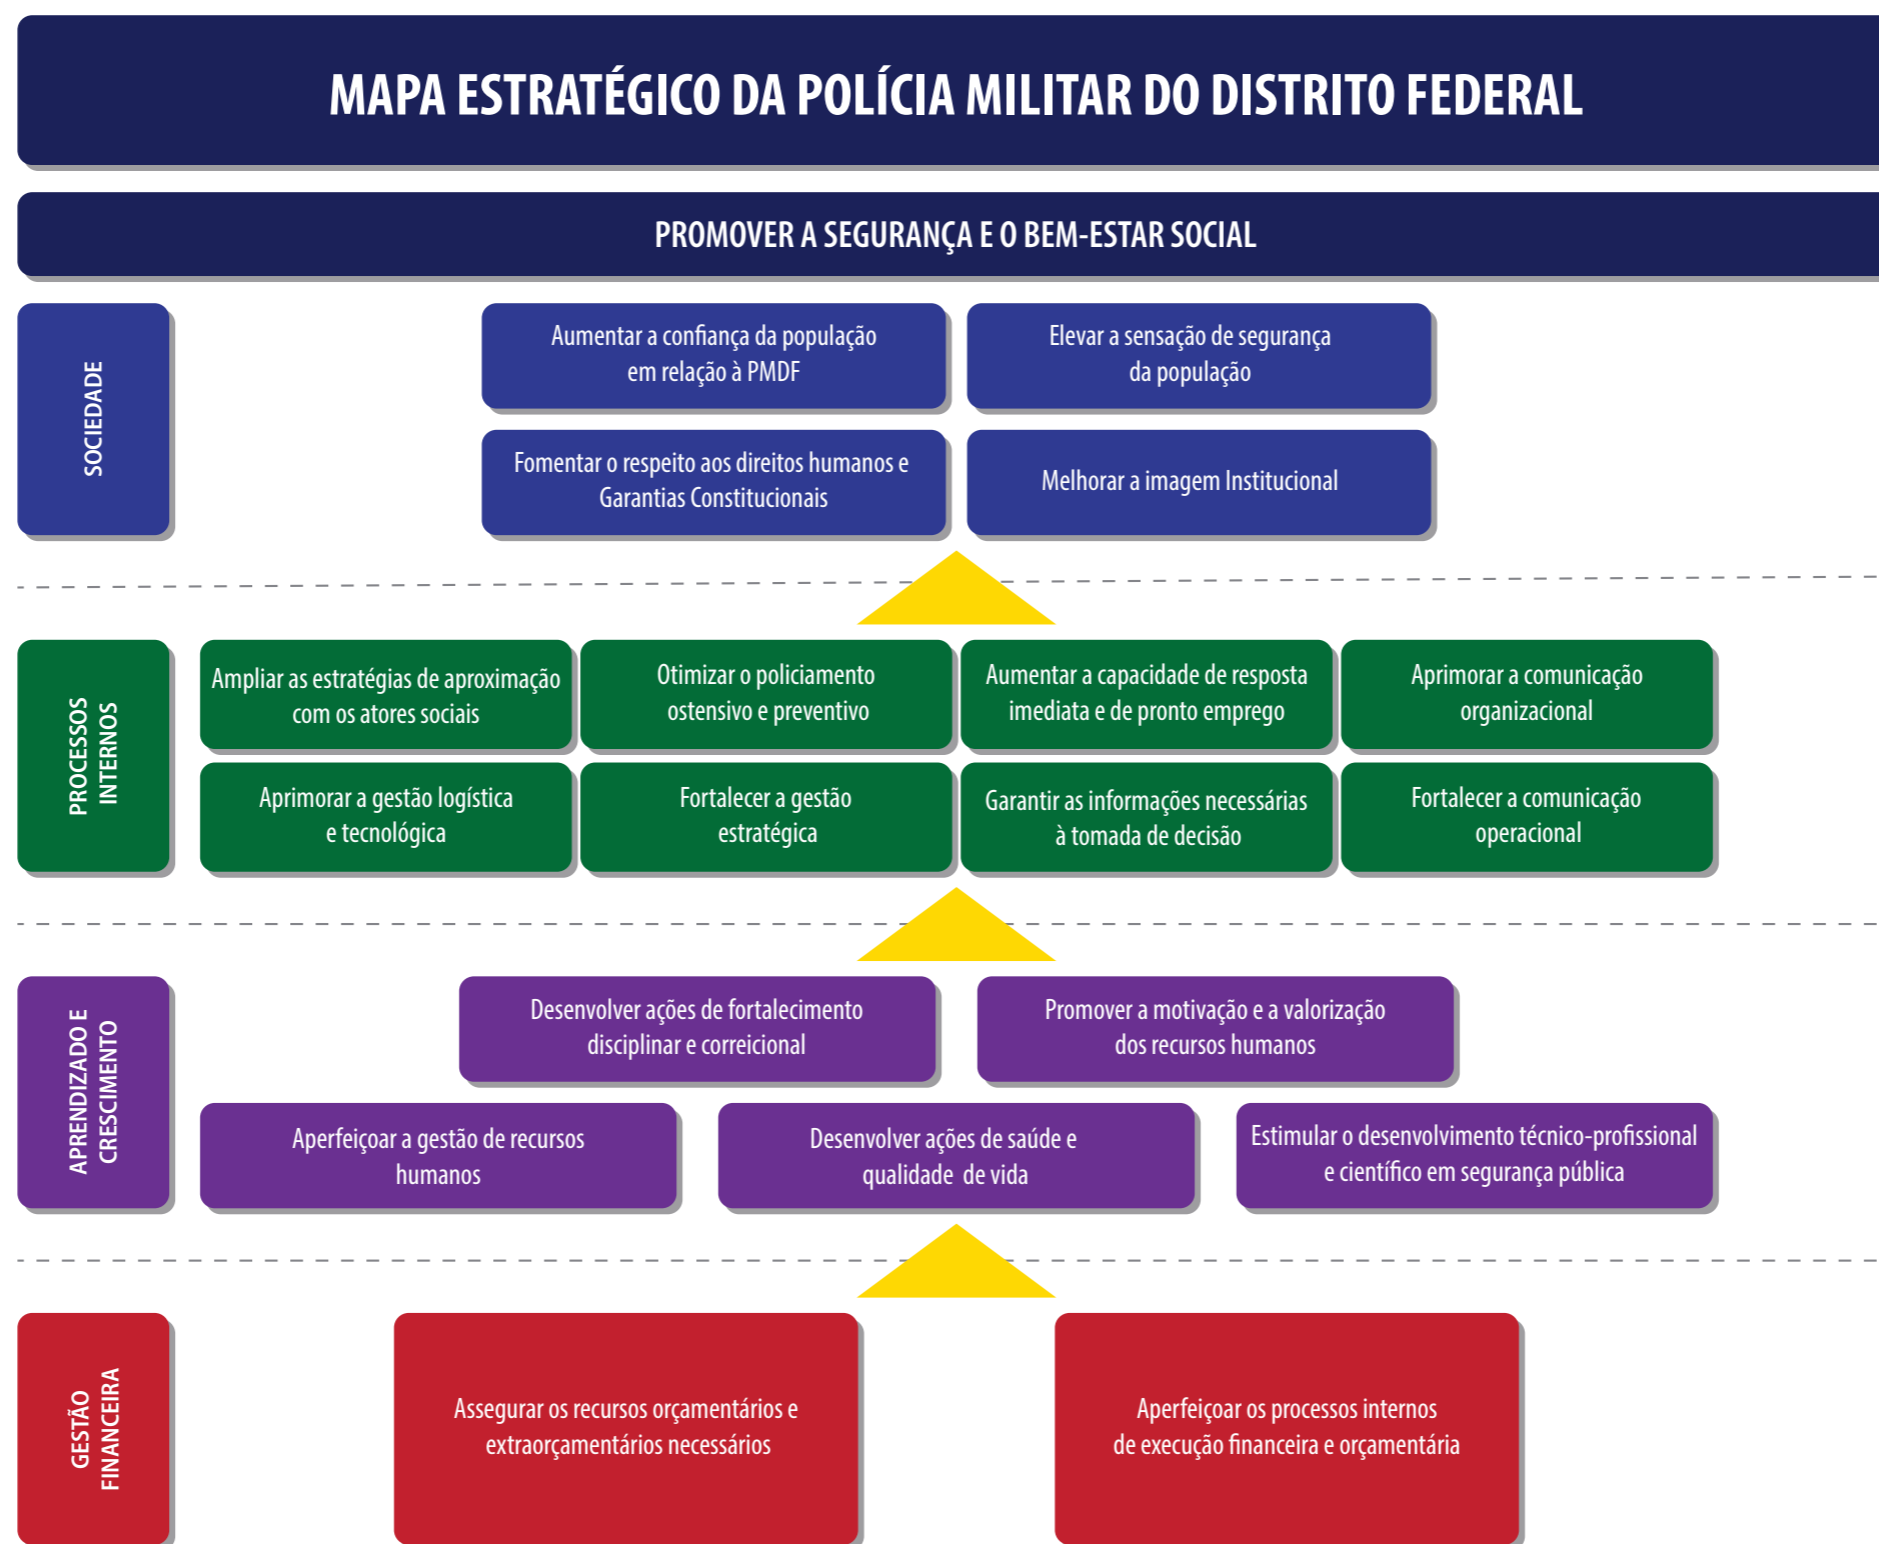 MAPA ESTRATÉGICO DA POLÍCIA MILITAR DO DISTRITO FEDERAL
PROMOVER A SEGURANÇA E O BEM-ESTAR SOCIAL
SOCIEDADE
Aumentar a confiança da população
em relação à PMDF
Elevar a sensação de segurança
da população
Fomentar o respeito aos direitos humanos e
Garantias Constitucionais
Melhorar a imagem Institucional
PROCESSOS
INTERNOS
Ampliar as estratégias de aproximação
com os atores sociais
Otimizar o policiamento
ostensivo e preventivo
Aumentar a capacidade de resposta
imediata e de pronto emprego
Aprimorar a comunicação
organizacional
Aprimorar a gestão logística
e tecnológica
Fortalecer a gestão
estratégica
Garantir as informações necessárias
à tomada de decisão
Fortalecer a comunicação
operacional
APRENDIZADO E
CRESCIMENTO
Desenvolver ações de fortalecimento
disciplinar e correicional
Promover a motivação e a valorização
dos recursos humanos
Aperfeiçoar a gestão de recursos
humanos
Desenvolver ações de saúde e
qualidade de vida
Estimular o desenvolvimento técnico-profissional
e científico em segurança pública
GESTÃO
FINANCEIRA
Assegurar os recursos orçamentários e
extraorçamentários necessários
Aperfeiçoar os processos internos
de execução financeira e orçamentária